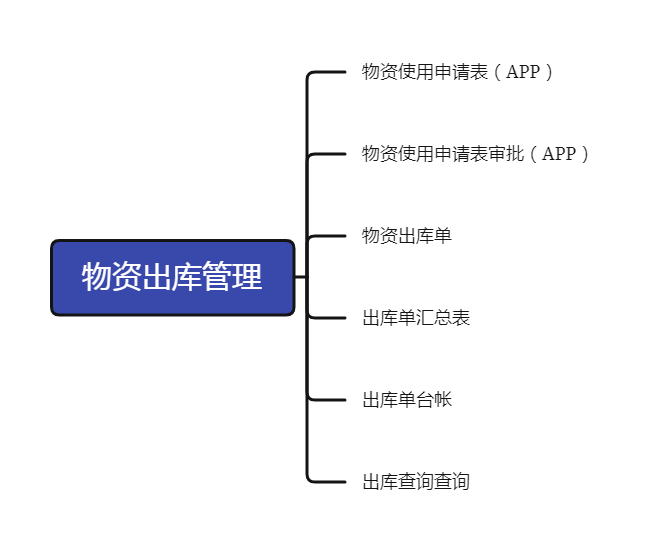 物资使用申请表（APP）
物资使用申请表审批（APP）
物资出库单
物资出库管理
出库单汇总表
出库单台帐
出库查询查询